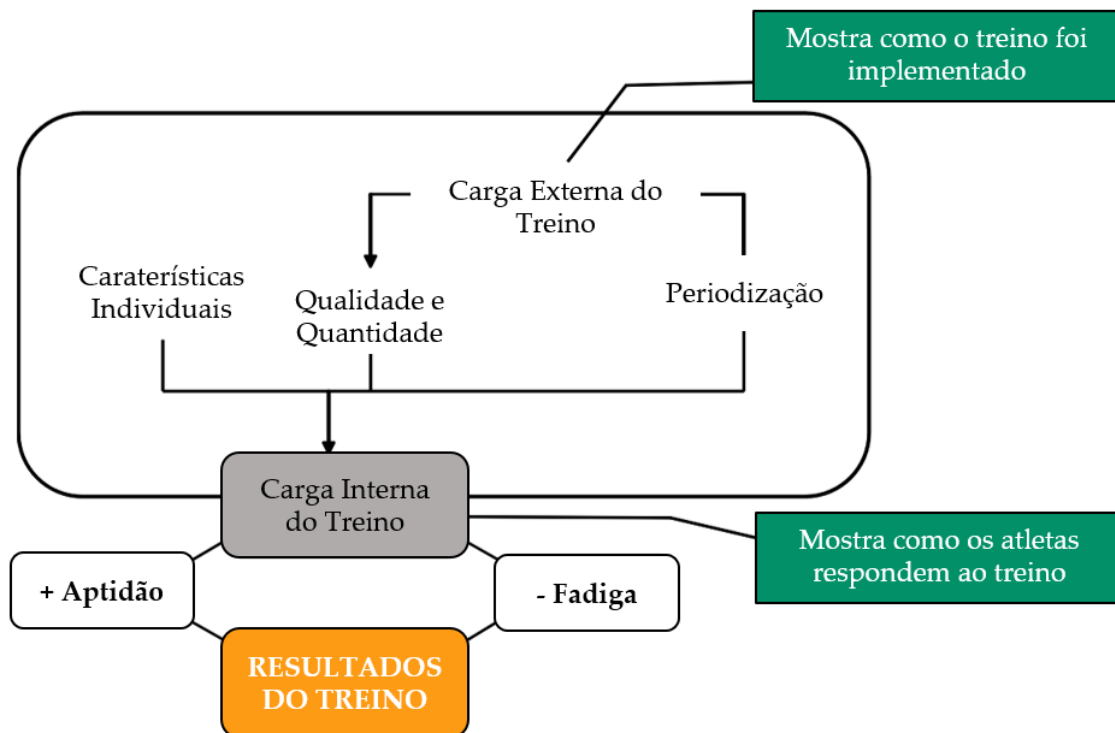 Mostra como o treino foi
implementado
Carga Externa do
Treino
Caraterísticas
Individuais
Qualidade e
Quantidade
Periodização
Carga Interna
do Treino
Mostra como os atletas
respondem ao treino
+ Aptidão
- Fadiga
RESULTADOS
DO TREINO